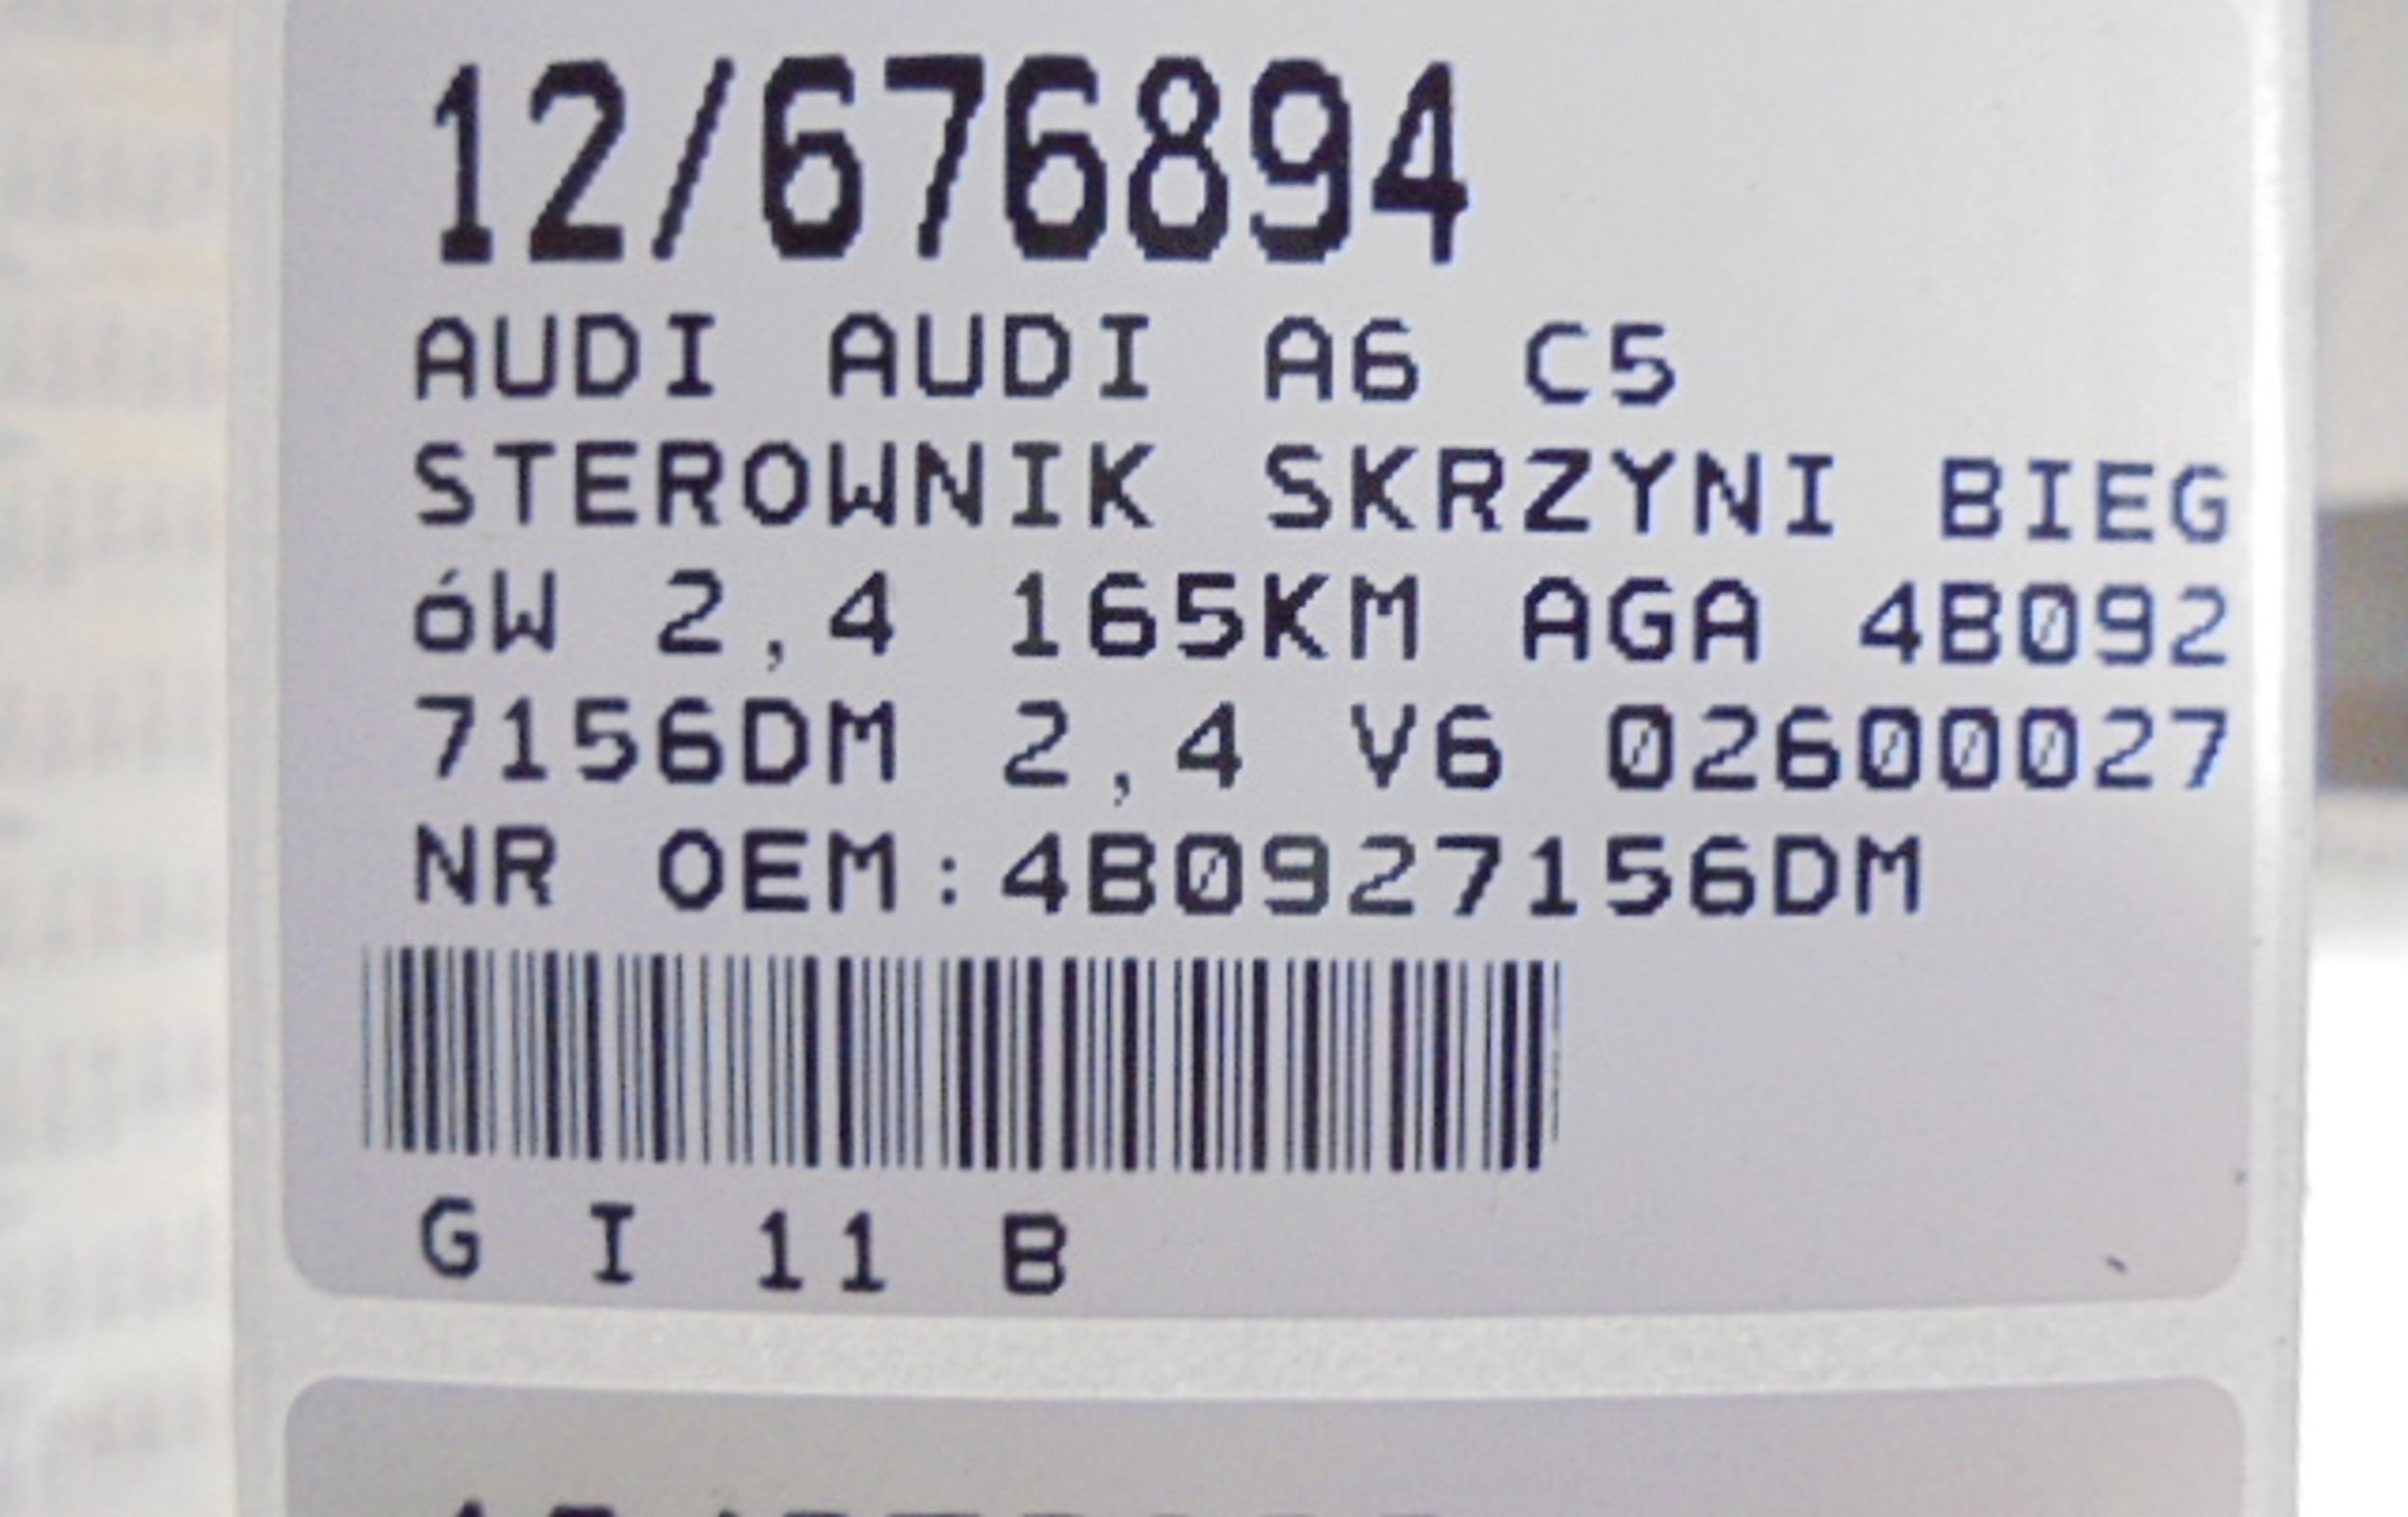 12/676894
AUDI AUDI A6 C5
STEROWNIK SKRZYNI BIEG
óW 2,4 165KM AGA 4B092
7156DM 2,4 V6 02600027
NR OEM:4B0927156DM
G I 11 B